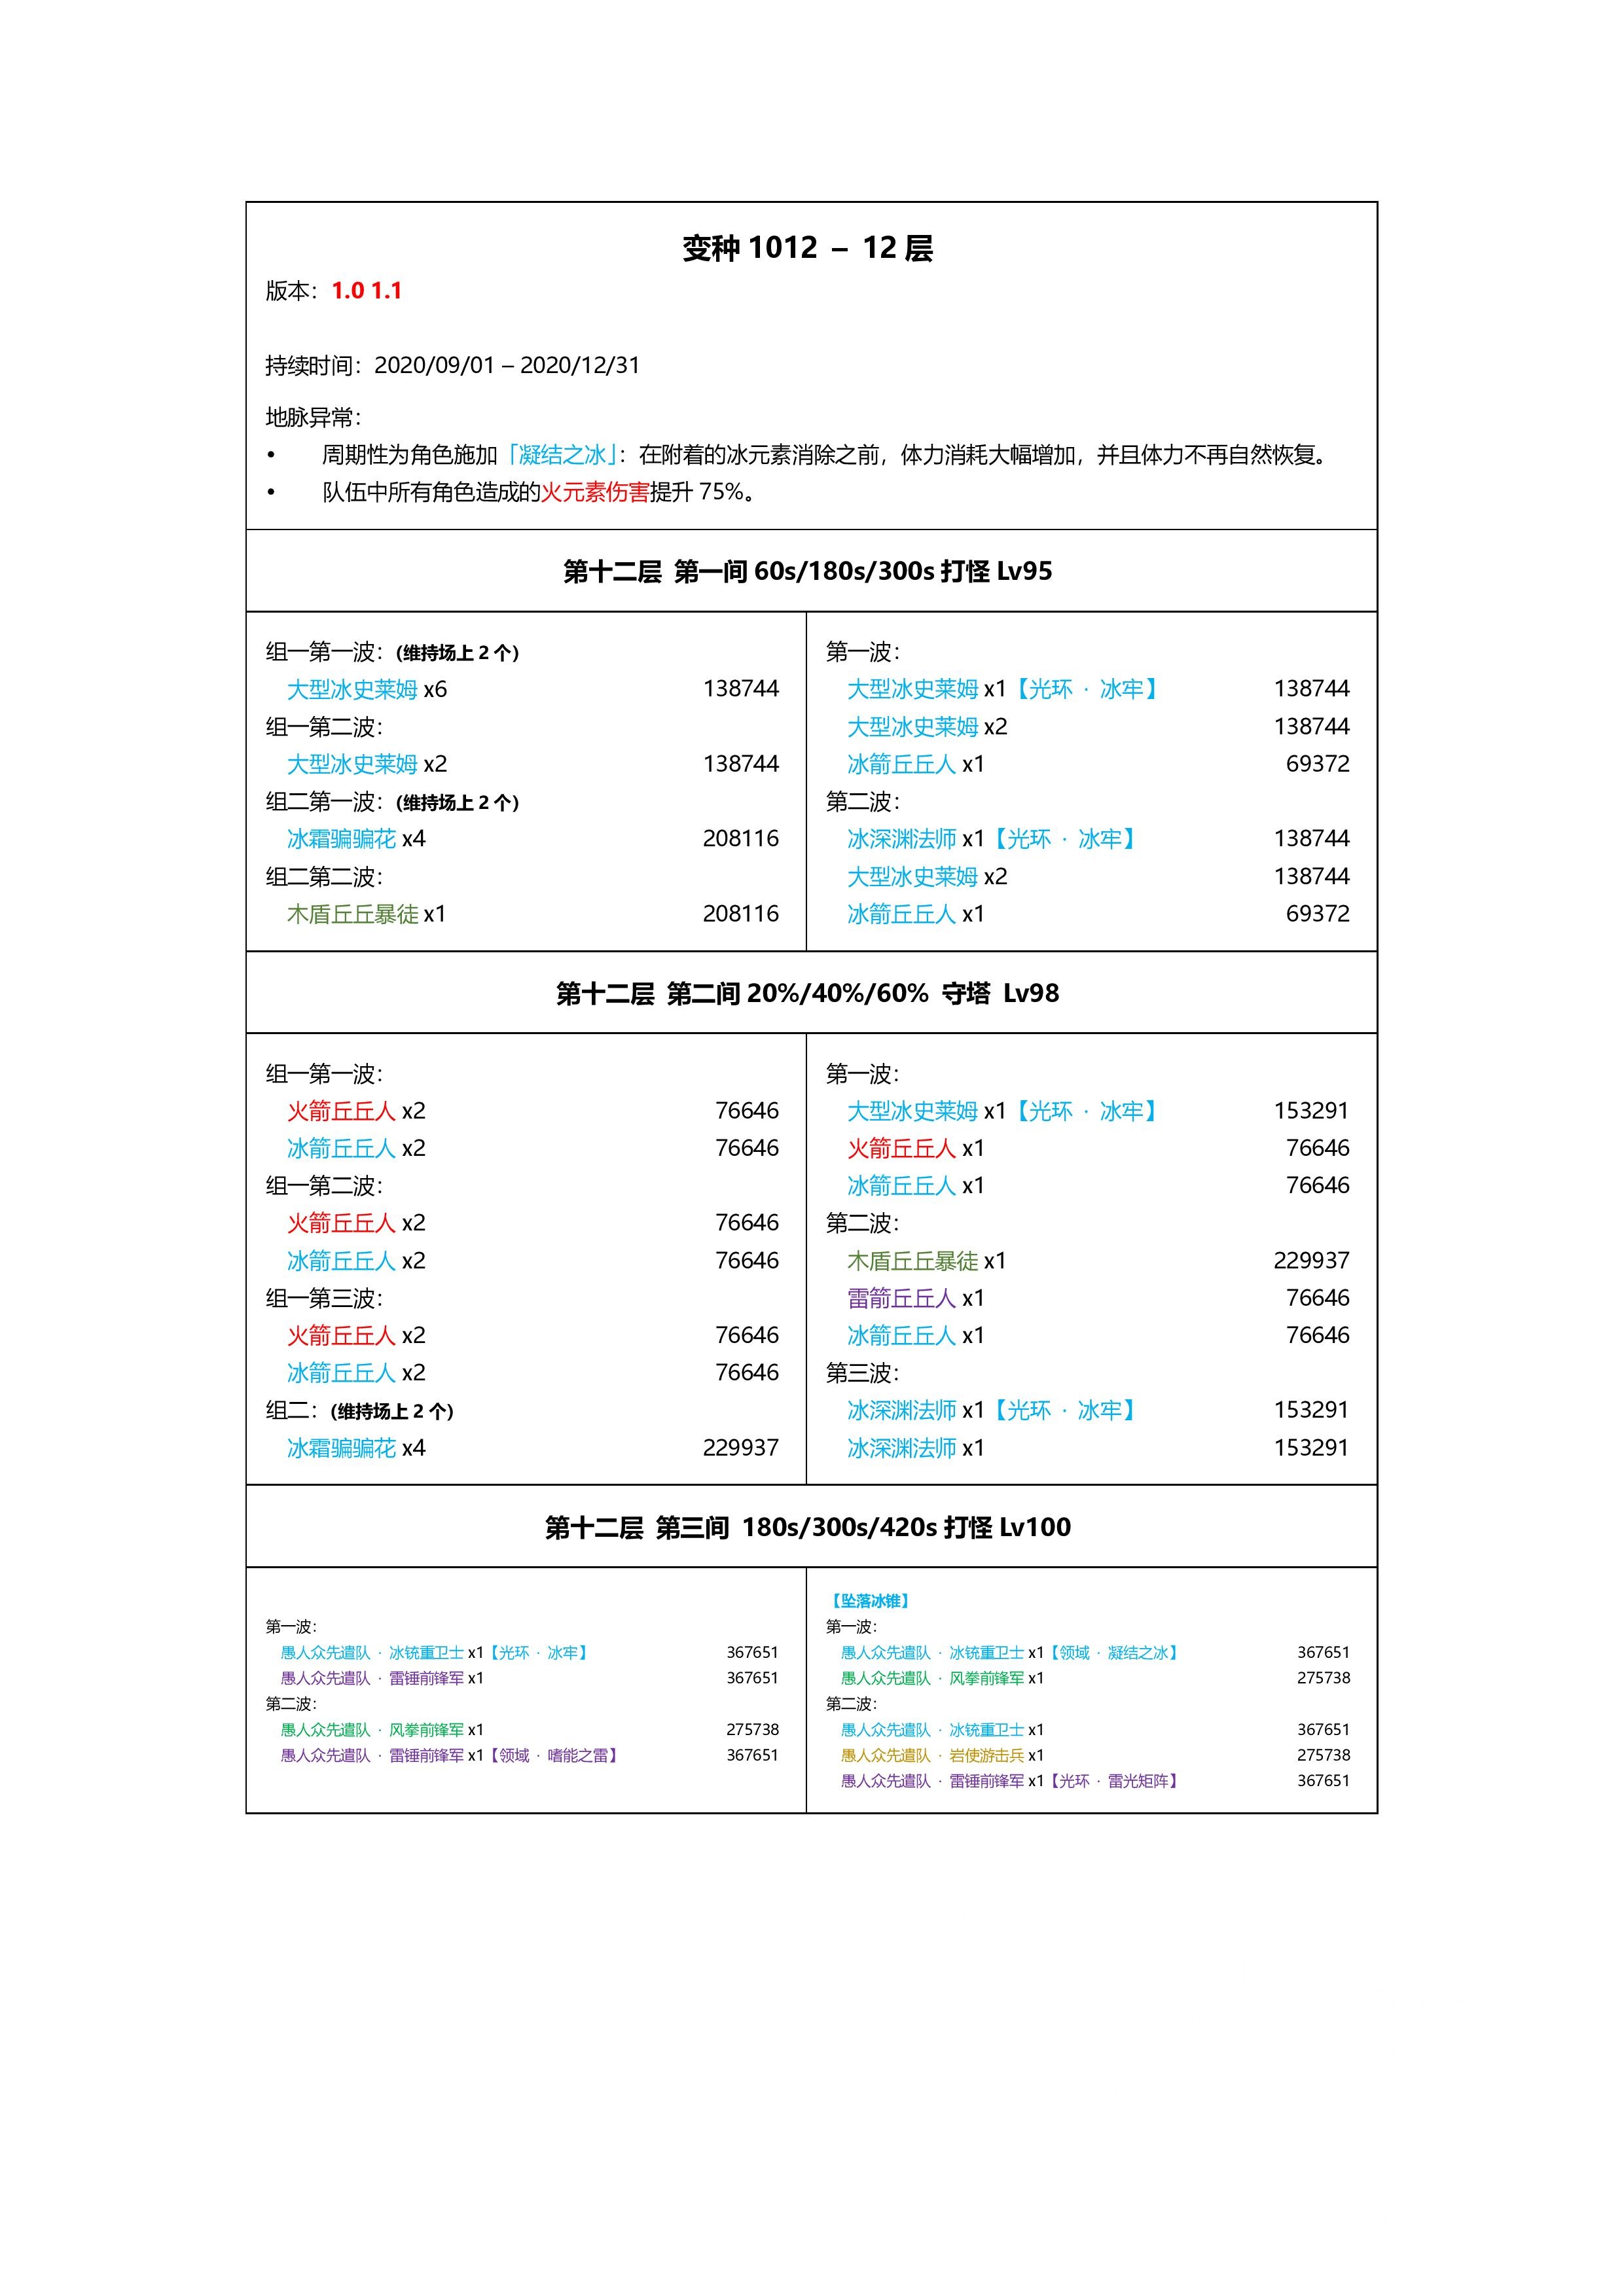 变种 1012 – 12 层
版本：1.0 1.1
持续时间：2020/09/01 – 2020/12/31
地脉异常：
• 周期性为角色施加「凝结之冰」：在附着的冰元素消除之前，体力消耗大幅增加，并且体力不再自然恢复。
• 队伍中所有角色造成的火元素伤害提升 75%。
第十二层 第一间 60s/180s/300s 打怪 Lv95
组一第一波：(维持场上 2 个)
大型冰史莱姆 x6 138744
组一第二波：
大型冰史莱姆 x2 138744
组二第一波：(维持场上 2 个)
冰霜骗骗花 x4 208116
组二第二波：
木盾丘丘暴徒 x1 208116
第一波：
大型冰史莱姆 x1【光环 · 冰牢】 138744
大型冰史莱姆 x2 138744
冰箭丘丘人 x1 69372
第二波：
冰深渊法师 x1【光环 · 冰牢】 138744
大型冰史莱姆 x2 138744
冰箭丘丘人 x1 69372
第十二层 第二间 20%/40%/60% 守塔 Lv98
组一第一波：
火箭丘丘人 x2 76646
冰箭丘丘人 x2 76646
组一第二波：
火箭丘丘人 x2 76646
冰箭丘丘人 x2 76646
组一第三波：
火箭丘丘人 x2 76646
冰箭丘丘人 x2 76646
组二：(维持场上 2 个)
冰霜骗骗花 x4 229937
第一波：
大型冰史莱姆 x1【光环 · 冰牢】 153291
火箭丘丘人 x1 76646
冰箭丘丘人 x1 76646
第二波：
木盾丘丘暴徒 x1 229937
雷箭丘丘人 x1 76646
冰箭丘丘人 x1 76646
第三波：
冰深渊法师 x1【光环 · 冰牢】 153291
冰深渊法师 x1 153291
第十二层 第三间 180s/300s/420s 打怪 Lv100
第一波：
愚人众先遣队 · 冰铳重卫士 x1【光环 · 冰牢】 367651
愚人众先遣队 · 雷锤前锋军 x1 367651
第二波：
愚人众先遣队 · 风拳前锋军 x1 275738
愚人众先遣队 · 雷锤前锋军 x1【领域 · 嗜能之雷】 367651
【坠落冰锥】
第一波：
愚人众先遣队 · 冰铳重卫士 x1【领域 · 凝结之冰】 367651
愚人众先遣队 · 风拳前锋军 x1 275738
第二波：
愚人众先遣队 · 冰铳重卫士 x1 367651
愚人众先遣队 · 岩使游击兵 x1 275738
愚人众先遣队 · 雷锤前锋军 x1【光环 · 雷光矩阵】 367651